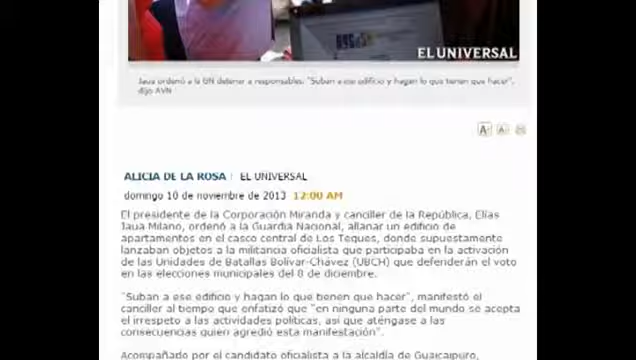 EL UNIVERSAL
Jaua ordenó a la GN detener a responsables: "Suban a ese edificio y hagan lo que tienen que hacer",
dijo AVN
A A
ALICIA DE LA ROSA | EL UNIVERSAL
domingo 10 de noviembre de 2013 12:00 AM
El presidente de la Corporación Miranda y canciller de la República, Elías
Jaua Milano, ordenó a la Guardia Nacional, allanar un edificio de
apartamentos en el casco central de Los Teques, donde supuestamente
lanzaban objetos a la militancia oficialista que participaba en la activación
de las Unidades de Batallas Bolívar-Chávez (UBCH) que defenderán el voto
en las elecciones municipales del 8 de diciembre.
"Suban a ese edificio y hagan lo que tienen que hacer", manifestó el
canciller al tiempo que enfatizó que "en ninguna parte del mundo se acepta
el irrespeto a las actividades políticas, así que aténgase a las
consecuencias quien agredió esta manifestación".
Acompañado por el candidato oficialista a la alcaldía de Guaicaipuro,